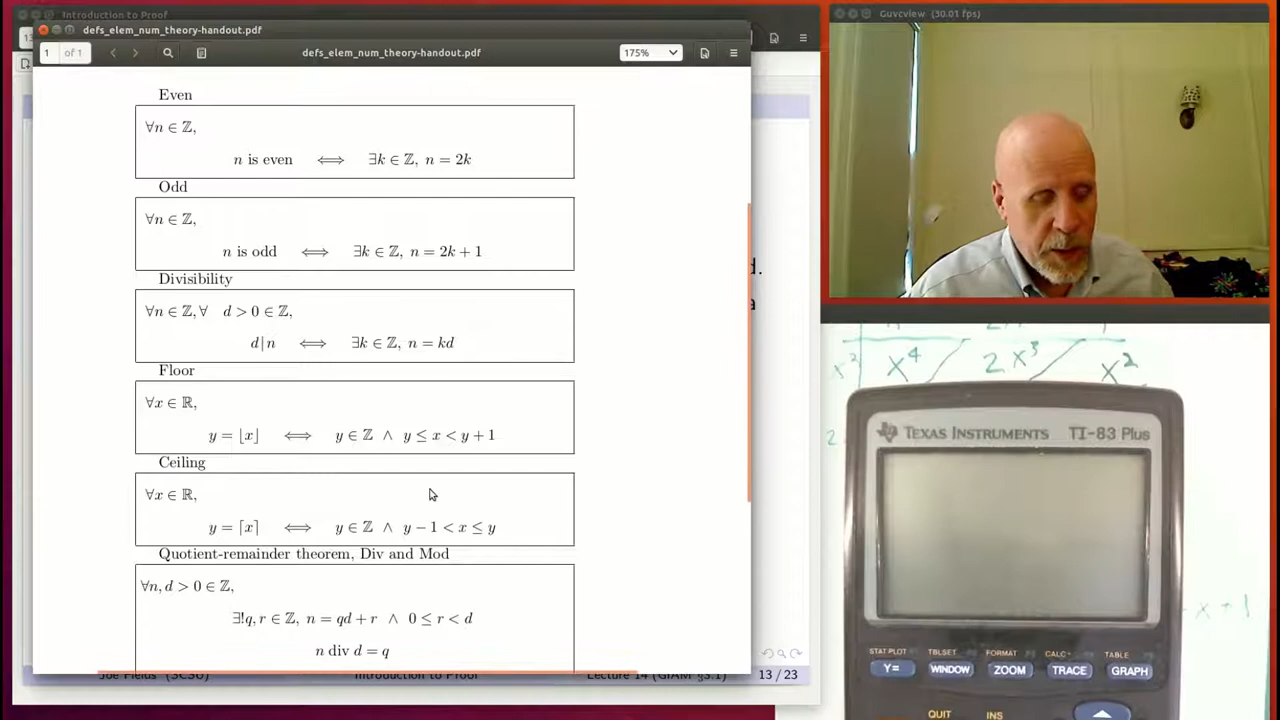 Introduction to Proof
defs_elem_num_theory-handout.pdf
1 of 1
defs_elem_num_theory-handout.pdf
175%
Even
∀n ∈ ℤ,
n is even ⟺ ∃k ∈ ℤ, n = 2k
Odd
∀n ∈ ℤ,
n is odd ⟺ ∃k ∈ ℤ, n = 2k + 1
Divisibility
∀n ∈ ℤ, ∀ d > 0 ∈ ℤ,
d|n ⟺ ∃k ∈ ℤ, n = kd
Floor
∀x ∈ ℝ,
y = ⌊x⌋ ⟺ y ∈ ℤ ∧ y ≤ x < y + 1
Ceiling
∀x ∈ ℝ,
y = ⌈x⌉ ⟺ y ∈ ℤ ∧ y − 1 < x ≤ y
Quotient-remainder theorem, Div and Mod
∀n, d > 0 ∈ ℤ,
∃!q, r ∈ ℤ, n = qd + r ∧ 0 ≤ r < d
n div d = q
d.
a
Joe Fields (SCSU) Introduction to Proof Lecture 14 (GIAM §3.1) 13 / 23
Guvcview (30.01 fps)
x² x⁴ 2x³ x²
2
x + 1
TEXAS INSTRUMENTS TI-83 Plus
STAT PLOT TBLSET FORMAT CALC TABLE
Y= WINDOW ZOOM TRACE GRAPH
QUIT INS